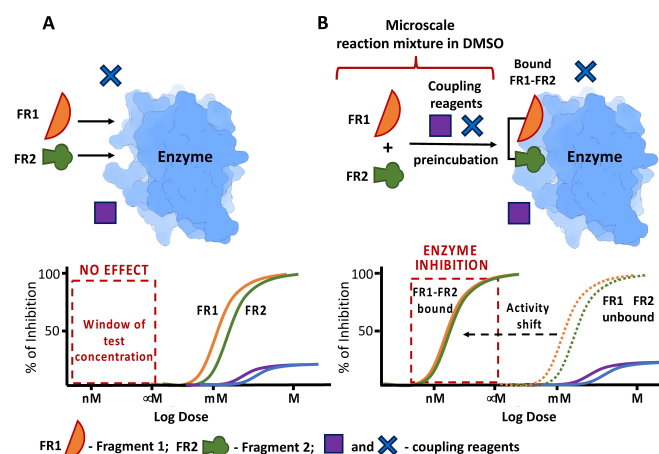 A
FR1
FR2
Enzyme
B
Microscale
reaction mixture in DMSO
Coupling
reagents
Bound
FR1-FR2
FR1
+
FR2
preincubation
Enzyme
% of Inhibition
100
50
NO EFFECT
Window of
test
concentration
FR1
FR2
nM
∝M
nM
M
Log Dose
% of Inhibition
100
50
ENZYME
INHIBITION
FR1-FR2
bound
Activity
shift
FR1 FR2
unbound
nM
∝M
nM
M
Log Dose
FR1 - Fragment 1; FR2 - Fragment 2; and - coupling reagents